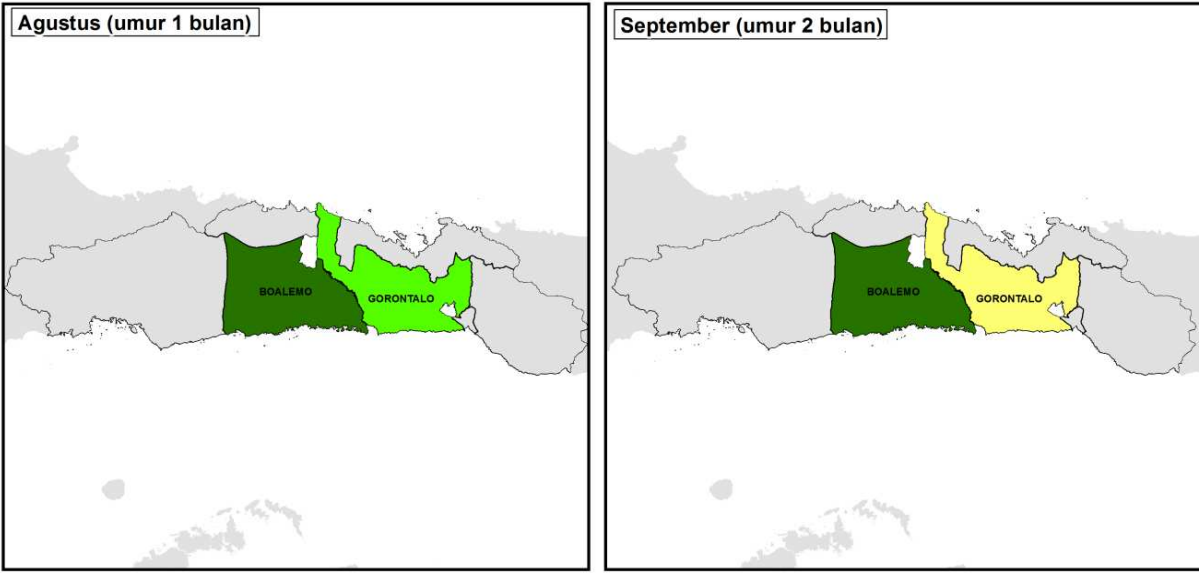 Agustus (umur 1 bulan)
BOALEMO
GORONTALO
September (umur 2 bulan)
BOALEMO
GORONTALO